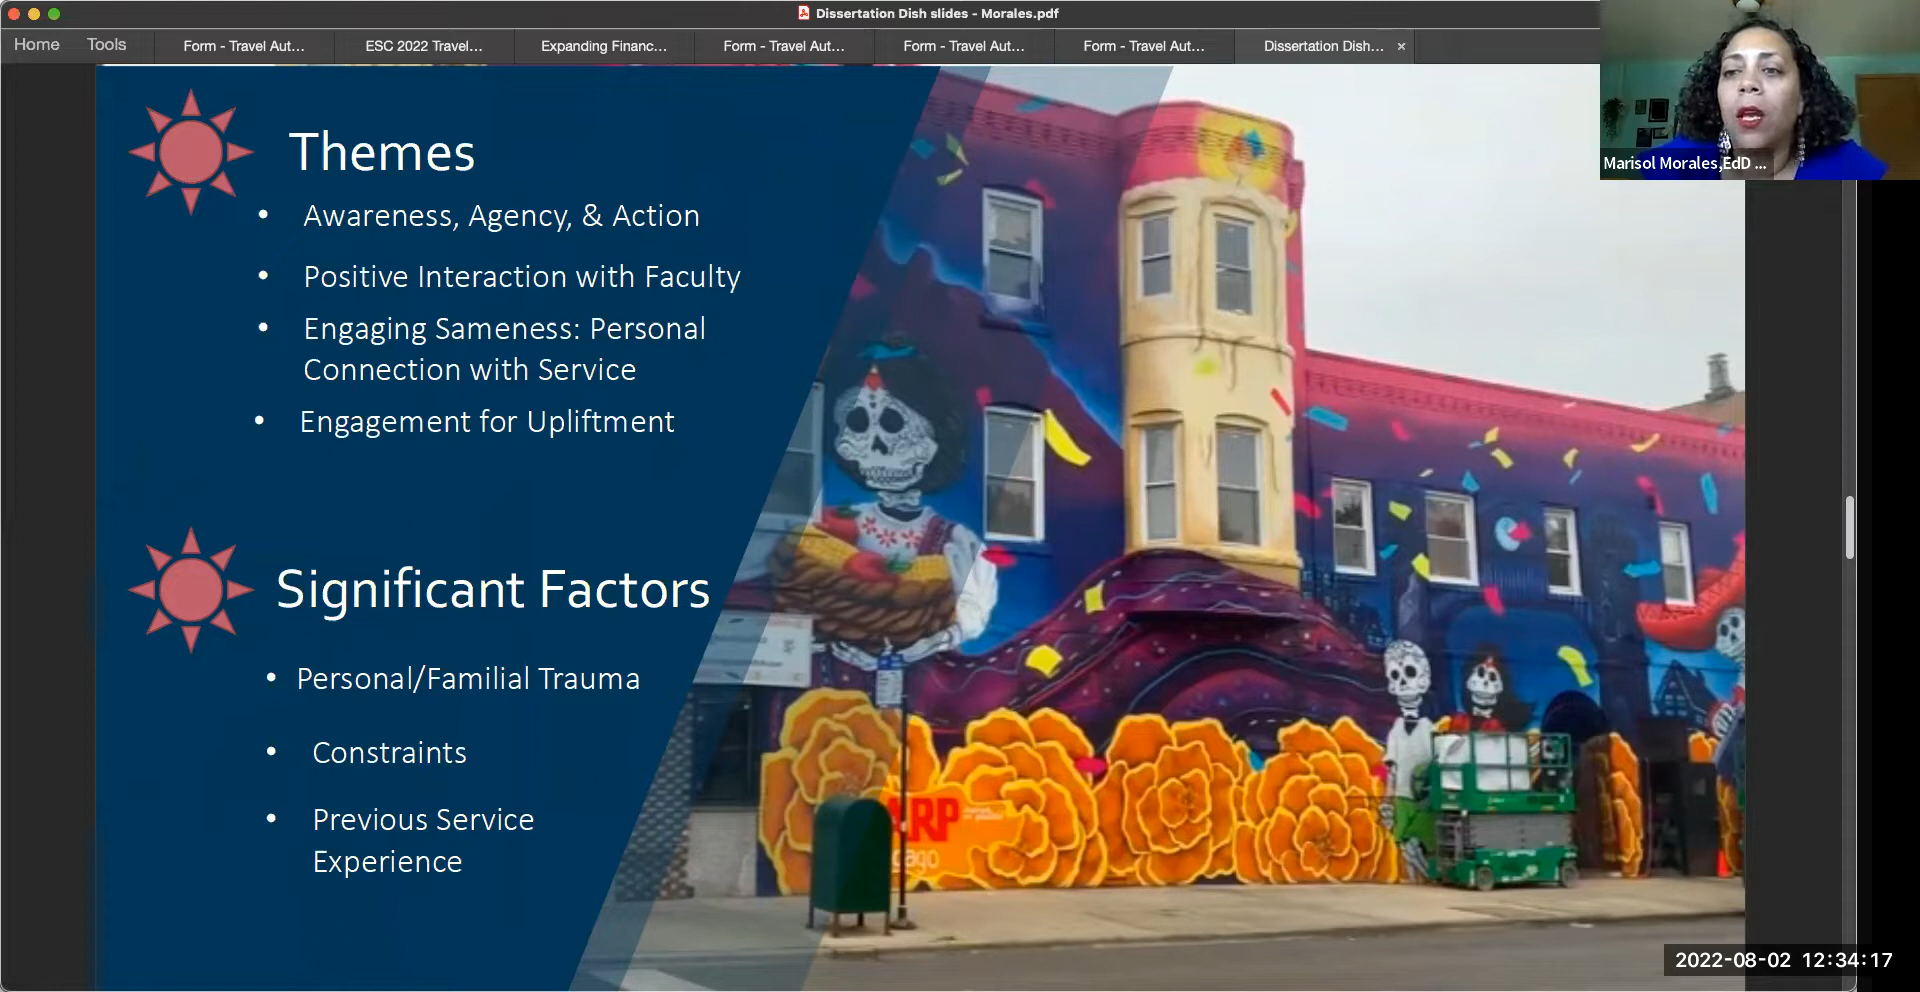 Dissertation Dish slides - Morales.pdf
Home
Tools
Form - Travel Aut...
ESC 2022 Travel...
Expanding Financ...
Form - Travel Aut...
Form - Travel Aut...
Form - Travel Aut...
Dissertation Dish... ×
Marisol Morales,EdD ...
Themes
• Awareness, Agency, & Action
• Positive Interaction with Faculty
• Engaging Sameness: Personal
Connection with Service
• Engagement for Upliftment
Significant Factors
• Personal/Familial Trauma
• Constraints
• Previous Service
Experience
ARP
2022-08-02 12:34:17